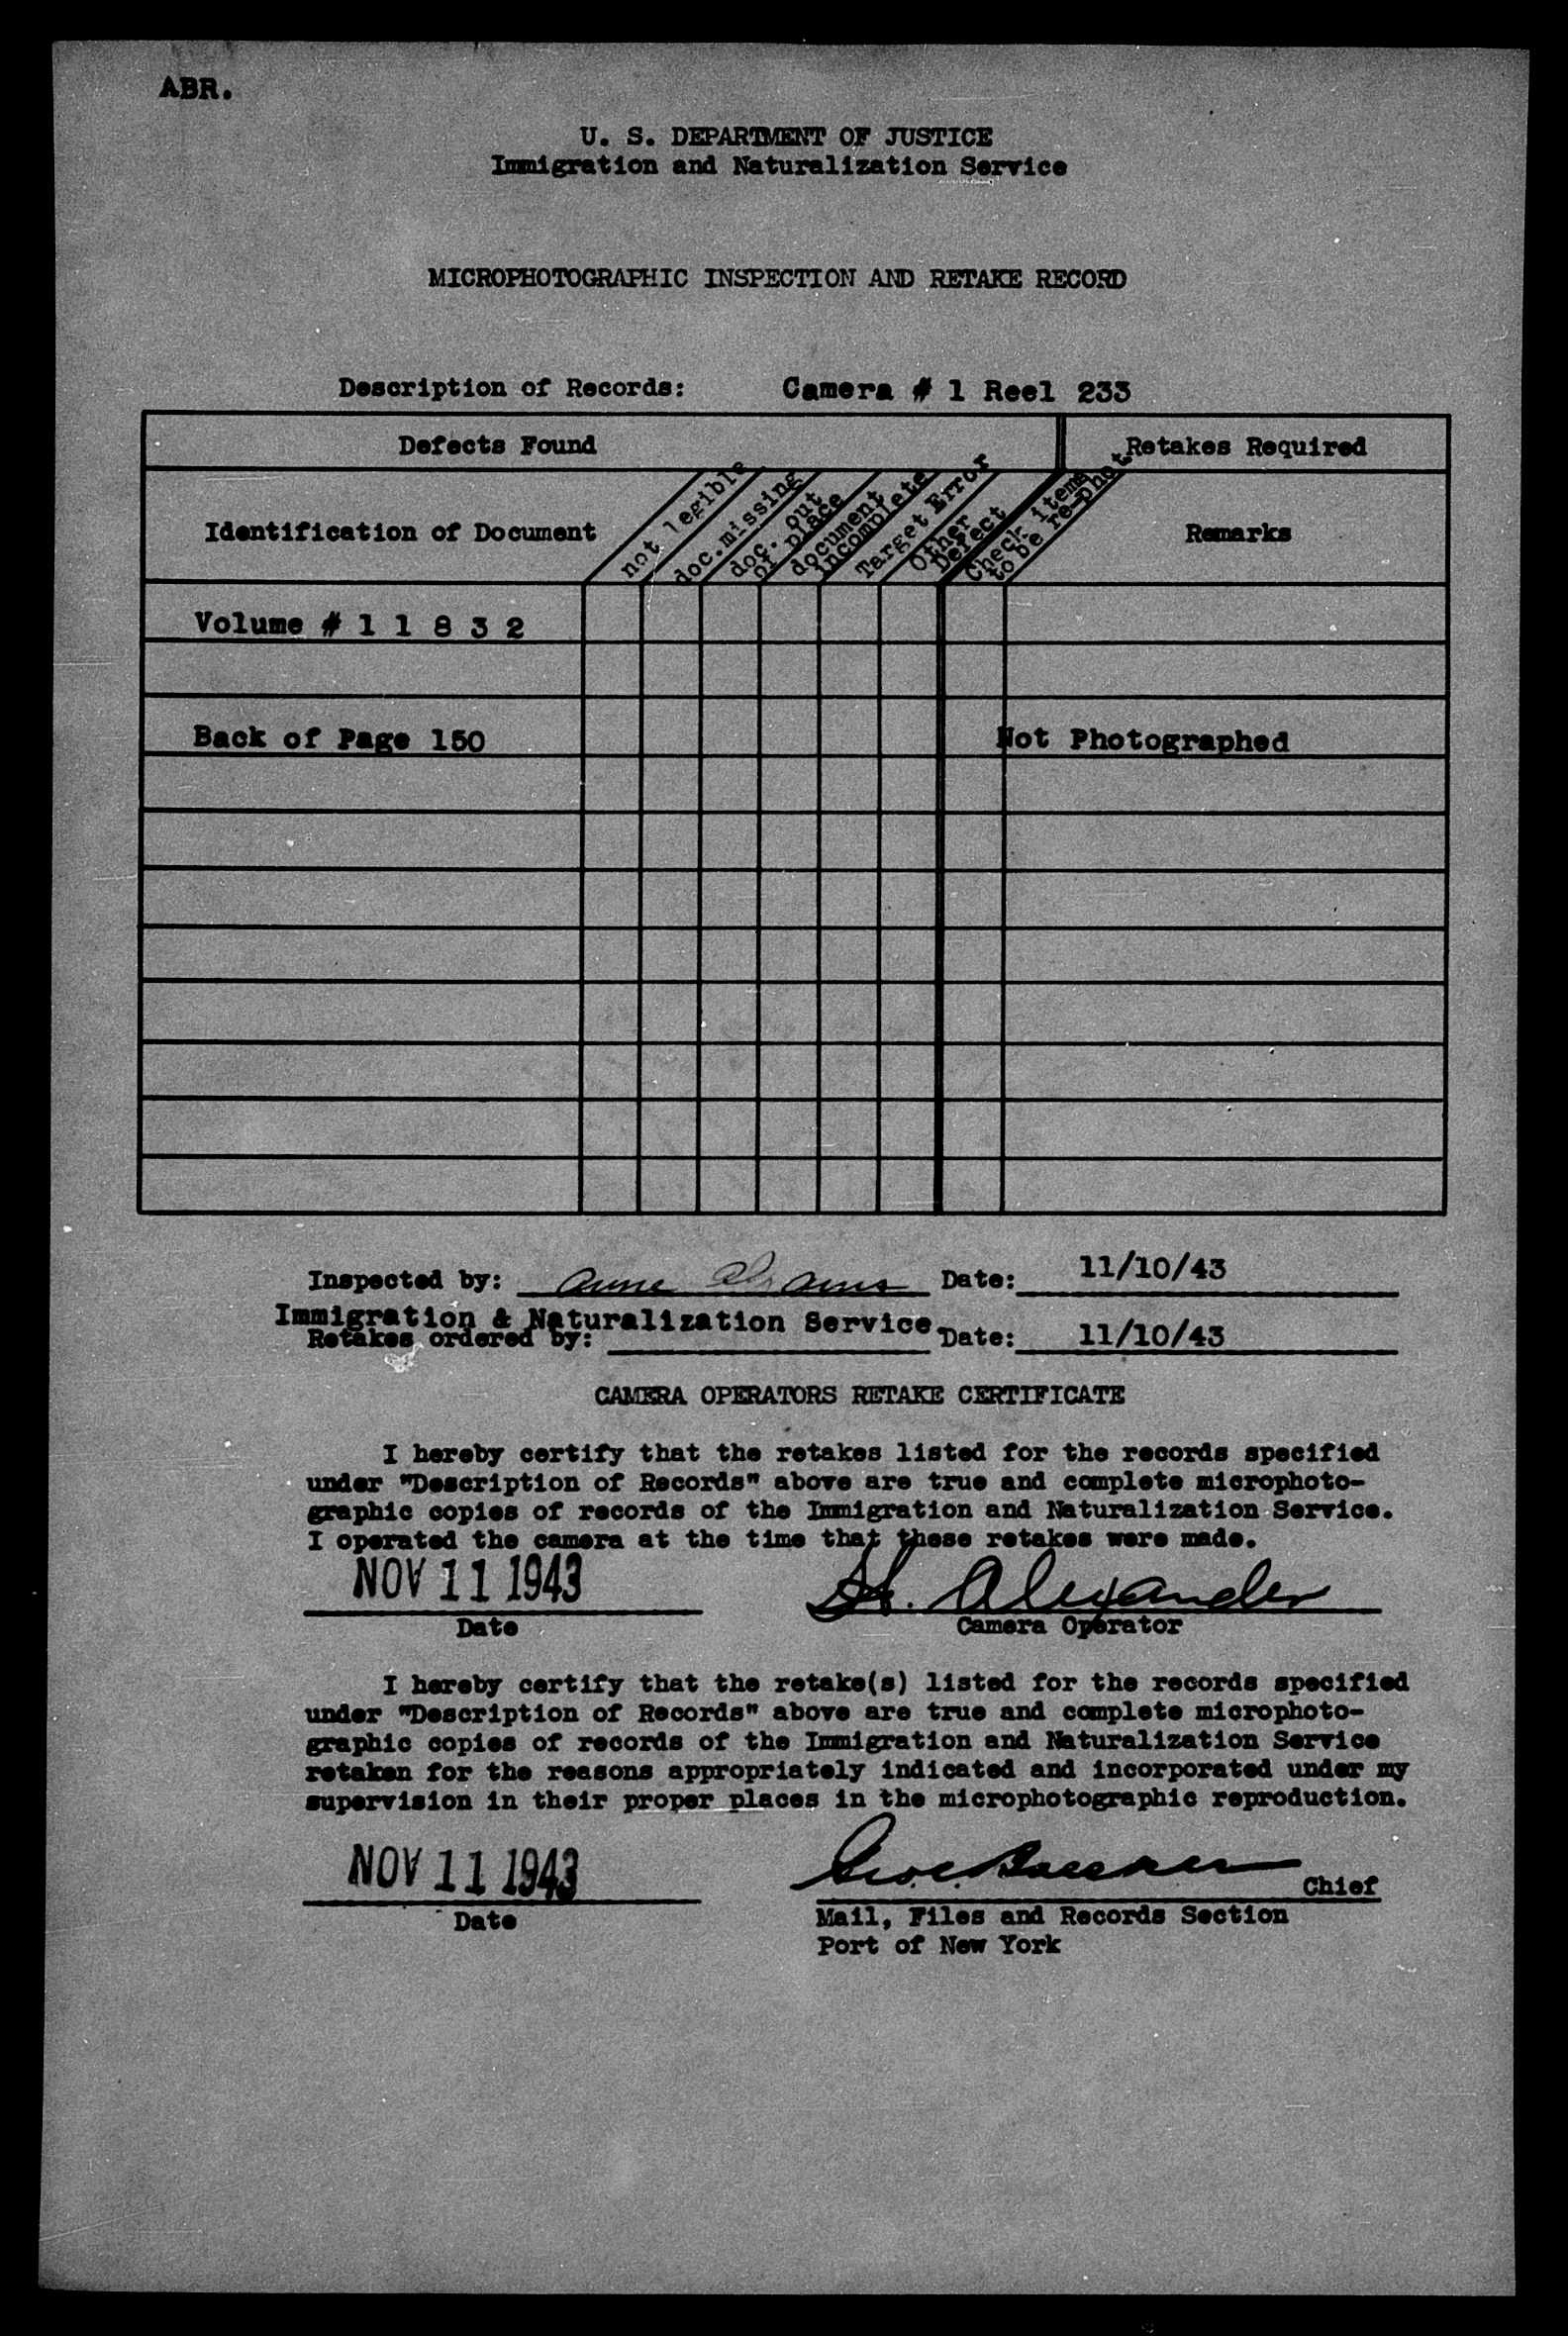 ABR.
U. S. DEPARTMENT OF JUSTICE
Immigration and Naturalization Service
MICROPHOTOGRAPHIC INSPECTION AND RETAKE RECORD
Description of Records: Camera # 1 Reel 233
Defects Found
Retakes Required
Identification of Document
not legible
doc.missing
doc. out
of place
document
incomplete
Target Error
Other
Defect
Check items
to be re-phot.
Remarks
Volume # 1 1 8 3 2
Back of Page 150 Not Photographed
Inspected by: Anne Date: 11/10/43
Immigration & Naturalization Service
Retakes ordered by: Date: 11/10/43
CAMERA OPERATORS RETAKE CERTIFICATE
I hereby certify that the retakes listed for the records specified
under "Description of Records" above are true and complete microphoto-
graphic copies of records of the Immigration and Naturalization Service.
I operated the camera at the time that these retakes were made.
NOV 11 1943 Alexander
Date Camera Operator
I hereby certify that the retake(s) listed for the records specified
under "Description of Records" above are true and complete microphoto-
graphic copies of records of the Immigration and Naturalization Service
retaken for the reasons appropriately indicated and incorporated under my
supervision in their proper places in the microphotographic reproduction.
NOV 11 1943 Chief
Date Mail, Files and Records Section
Port of New York